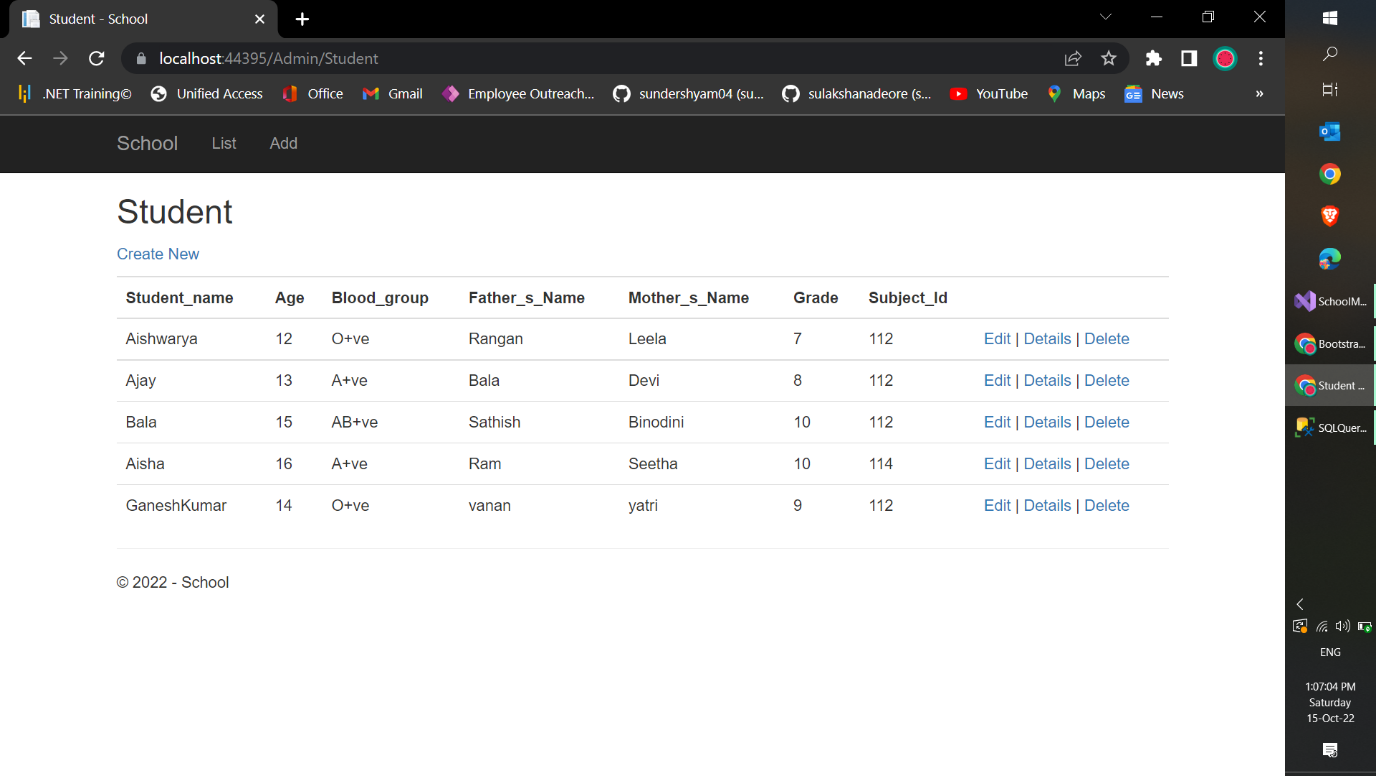 Student - School
localhost:44395/Admin/Student
.NET Training© Unified Access Office Gmail Employee Outreach... sundershyam04 (su... sulakshanadeore (s... YouTube Maps GE News »
School List Add
Student
Create New
Student_name Age Blood_group Father_s_Name Mother_s_Name Grade Subject_Id
Aishwarya 12 O+ve Rangan Leela 7 112 Edit | Details | Delete
Ajay 13 A+ve Bala Devi 8 112 Edit | Details | Delete
Bala 15 AB+ve Sathish Binodini 10 112 Edit | Details | Delete
Aisha 16 A+ve Ram Seetha 10 114 Edit | Details | Delete
GaneshKumar 14 O+ve vanan yatri 9 112 Edit | Details | Delete
© 2022 - School
SchoolM...
Bootstra...
Student ...
SQLQuer...
ENG
1:07:04 PM
Saturday
15-Oct-22